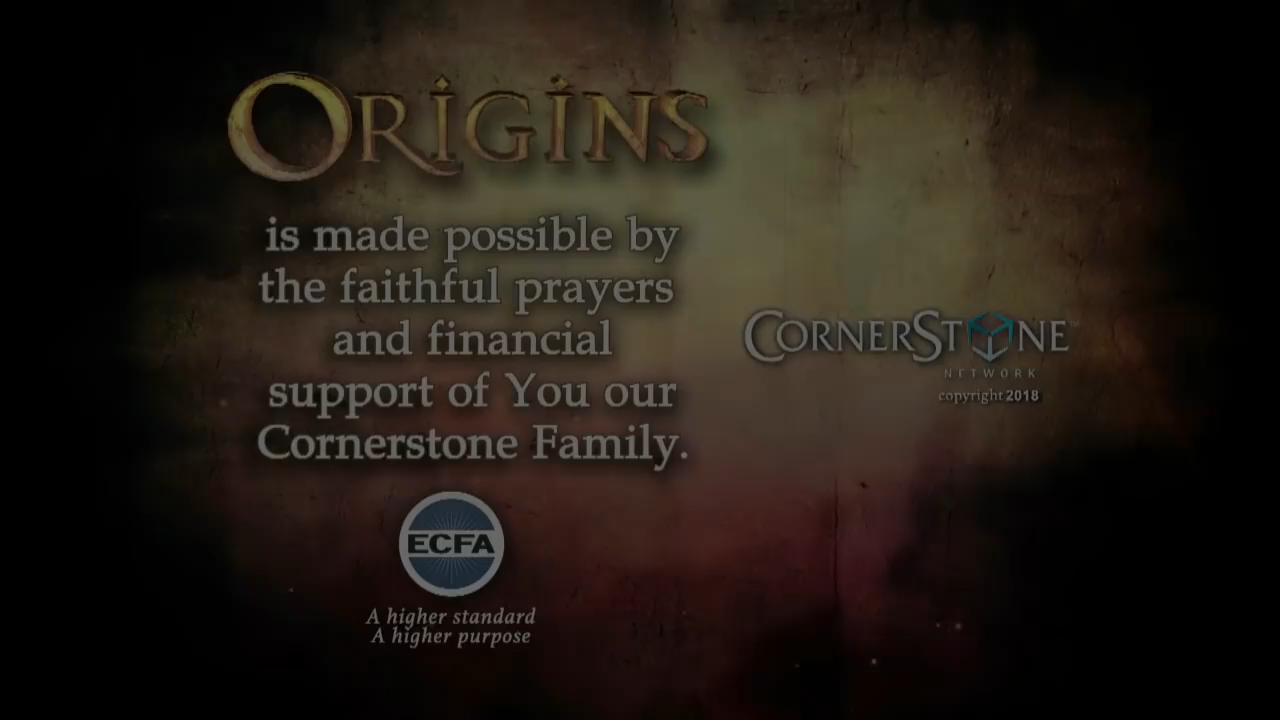 ORIGINS
is made possible by
the faithful prayers
and financial
support of You our
Cornerstone Family.
ECFA
A higher standard
A higher purpose
CORNERSTONE
NETWORK
copyright 2018